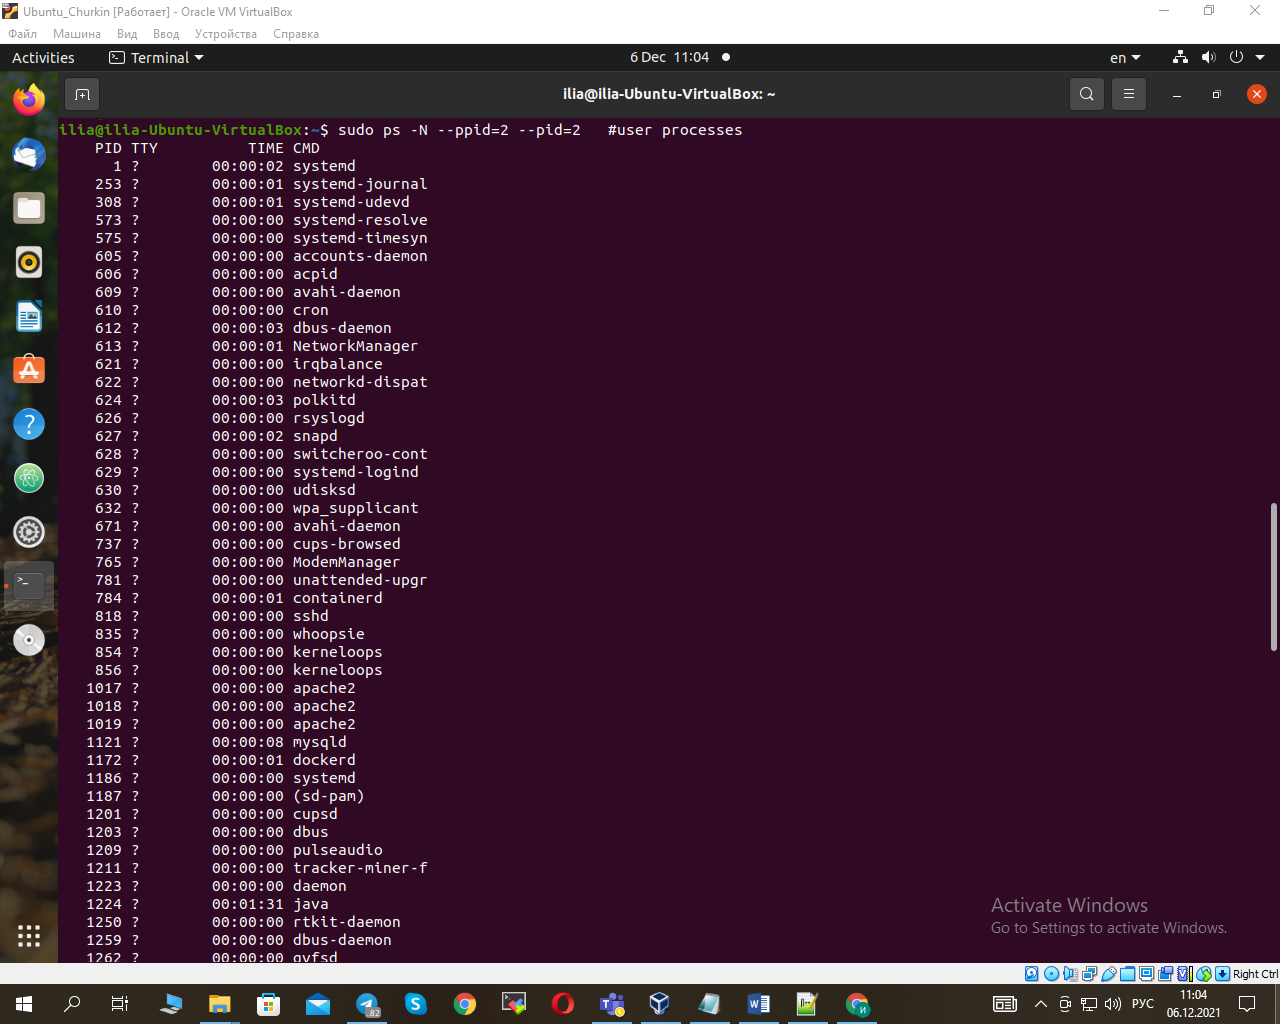 Ubuntu_Churkin [Работает] - Oracle VM VirtualBox
Файл Машина Вид Ввод Устройства Справка
Activities Terminal 6 Dec 11:04 en
ilia@ilia-Ubuntu-VirtualBox: ~
ilia@ilia-Ubuntu-VirtualBox:~$ sudo ps -N --ppid=2 --pid=2 #user processes
PID TTY TIME CMD
1 ? 00:00:02 systemd
253 ? 00:00:01 systemd-journal
308 ? 00:00:01 systemd-udevd
573 ? 00:00:00 systemd-resolve
575 ? 00:00:00 systemd-timesyn
605 ? 00:00:00 accounts-daemon
606 ? 00:00:00 acpid
609 ? 00:00:00 avahi-daemon
610 ? 00:00:00 cron
612 ? 00:00:03 dbus-daemon
613 ? 00:00:01 NetworkManager
621 ? 00:00:00 irqbalance
622 ? 00:00:00 networkd-dispat
624 ? 00:00:03 polkitd
626 ? 00:00:00 rsyslogd
627 ? 00:00:02 snapd
628 ? 00:00:00 switcheroo-cont
629 ? 00:00:00 systemd-logind
630 ? 00:00:00 udisksd
632 ? 00:00:00 wpa_supplicant
671 ? 00:00:00 avahi-daemon
737 ? 00:00:00 cups-browsed
765 ? 00:00:00 ModemManager
781 ? 00:00:00 unattended-upgr
784 ? 00:00:01 containerd
818 ? 00:00:00 sshd
835 ? 00:00:00 whoopsie
854 ? 00:00:00 kerneloops
856 ? 00:00:00 kerneloops
1017 ? 00:00:00 apache2
1018 ? 00:00:00 apache2
1019 ? 00:00:00 apache2
1121 ? 00:00:08 mysqld
1172 ? 00:00:01 dockerd
1186 ? 00:00:00 systemd
1187 ? 00:00:00 (sd-pam)
1201 ? 00:00:00 cupsd
1203 ? 00:00:00 dbus
1209 ? 00:00:00 pulseaudio
1211 ? 00:00:00 tracker-miner-f
1223 ? 00:00:00 daemon
1224 ? 00:01:31 java
1250 ? 00:00:00 rtkit-daemon
1259 ? 00:00:00 dbus-daemon
1262 ? 00:00:00 gvfsd
Activate Windows
Go to Settings to activate Windows.
Right Ctrl
.82
РУС
11:04
06.12.2021